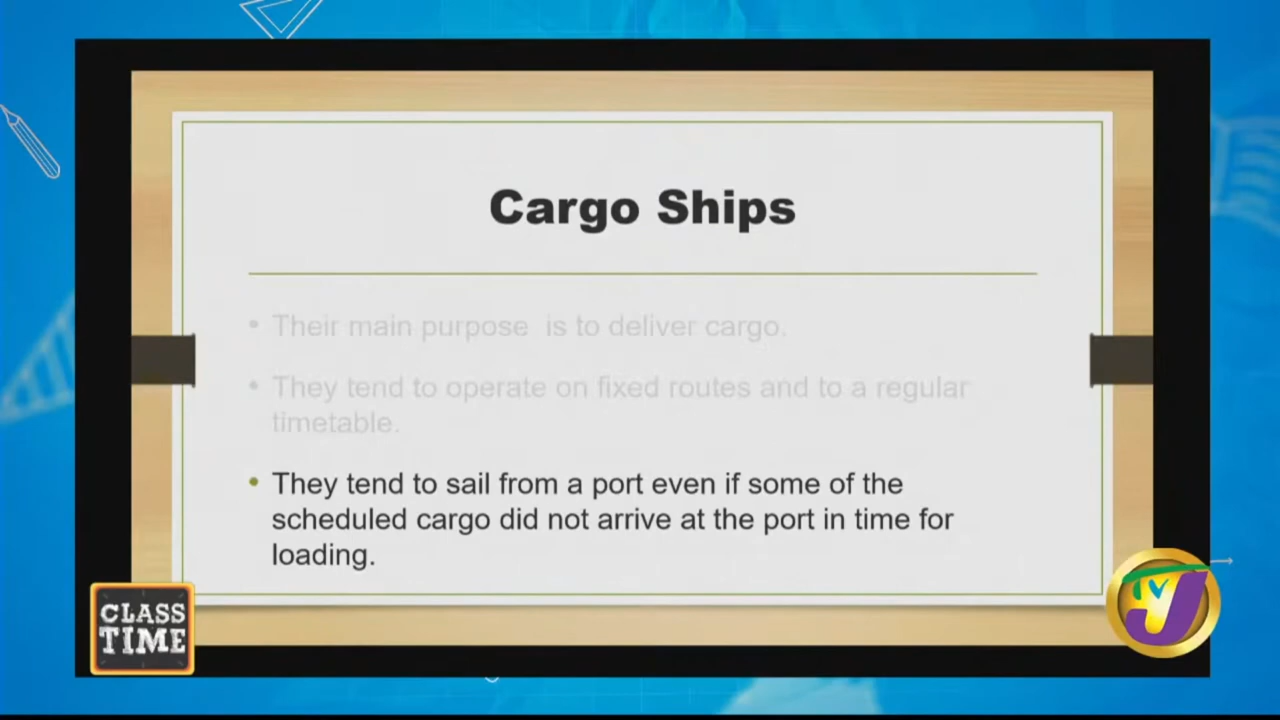 Cargo Ships
• Their main purpose is to deliver cargo.
• They tend to operate on fixed routes and to a regular
timetable.
• They tend to sail from a port even if some of the
scheduled cargo did not arrive at the port in time for
loading.
CLASS
TIME
TVJ